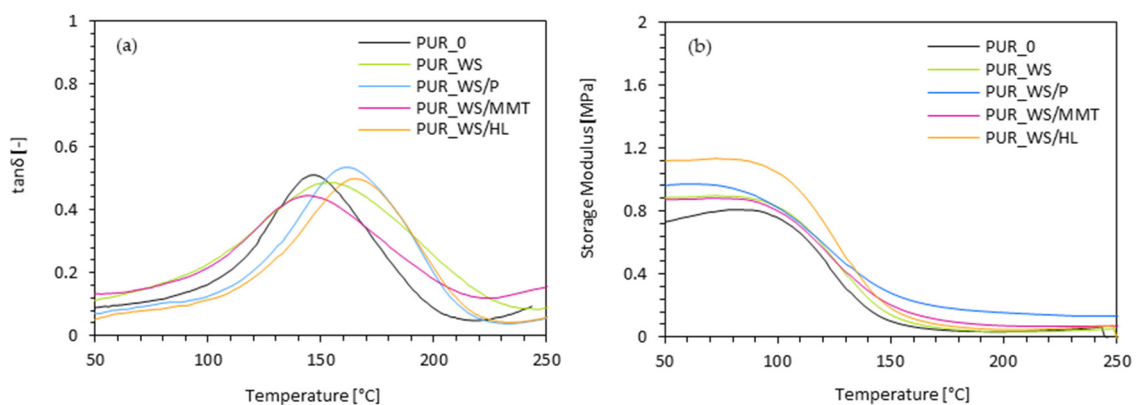 (a)
PUR_0
PUR_WS
PUR_WS/P
PUR_WS/MMT
PUR_WS/HL
tanδ [-]
1
0.8
0.6
0.4
0.2
0
50 100 150 200 250
Temperature [°C]
(b)
PUR_0
PUR_WS
PUR_WS/P
PUR_WS/MMT
PUR_WS/HL
Storage Modulus [MPa]
2
1.6
1.2
0.8
0.4
0
50 100 150 200 250
Temperature [°C]